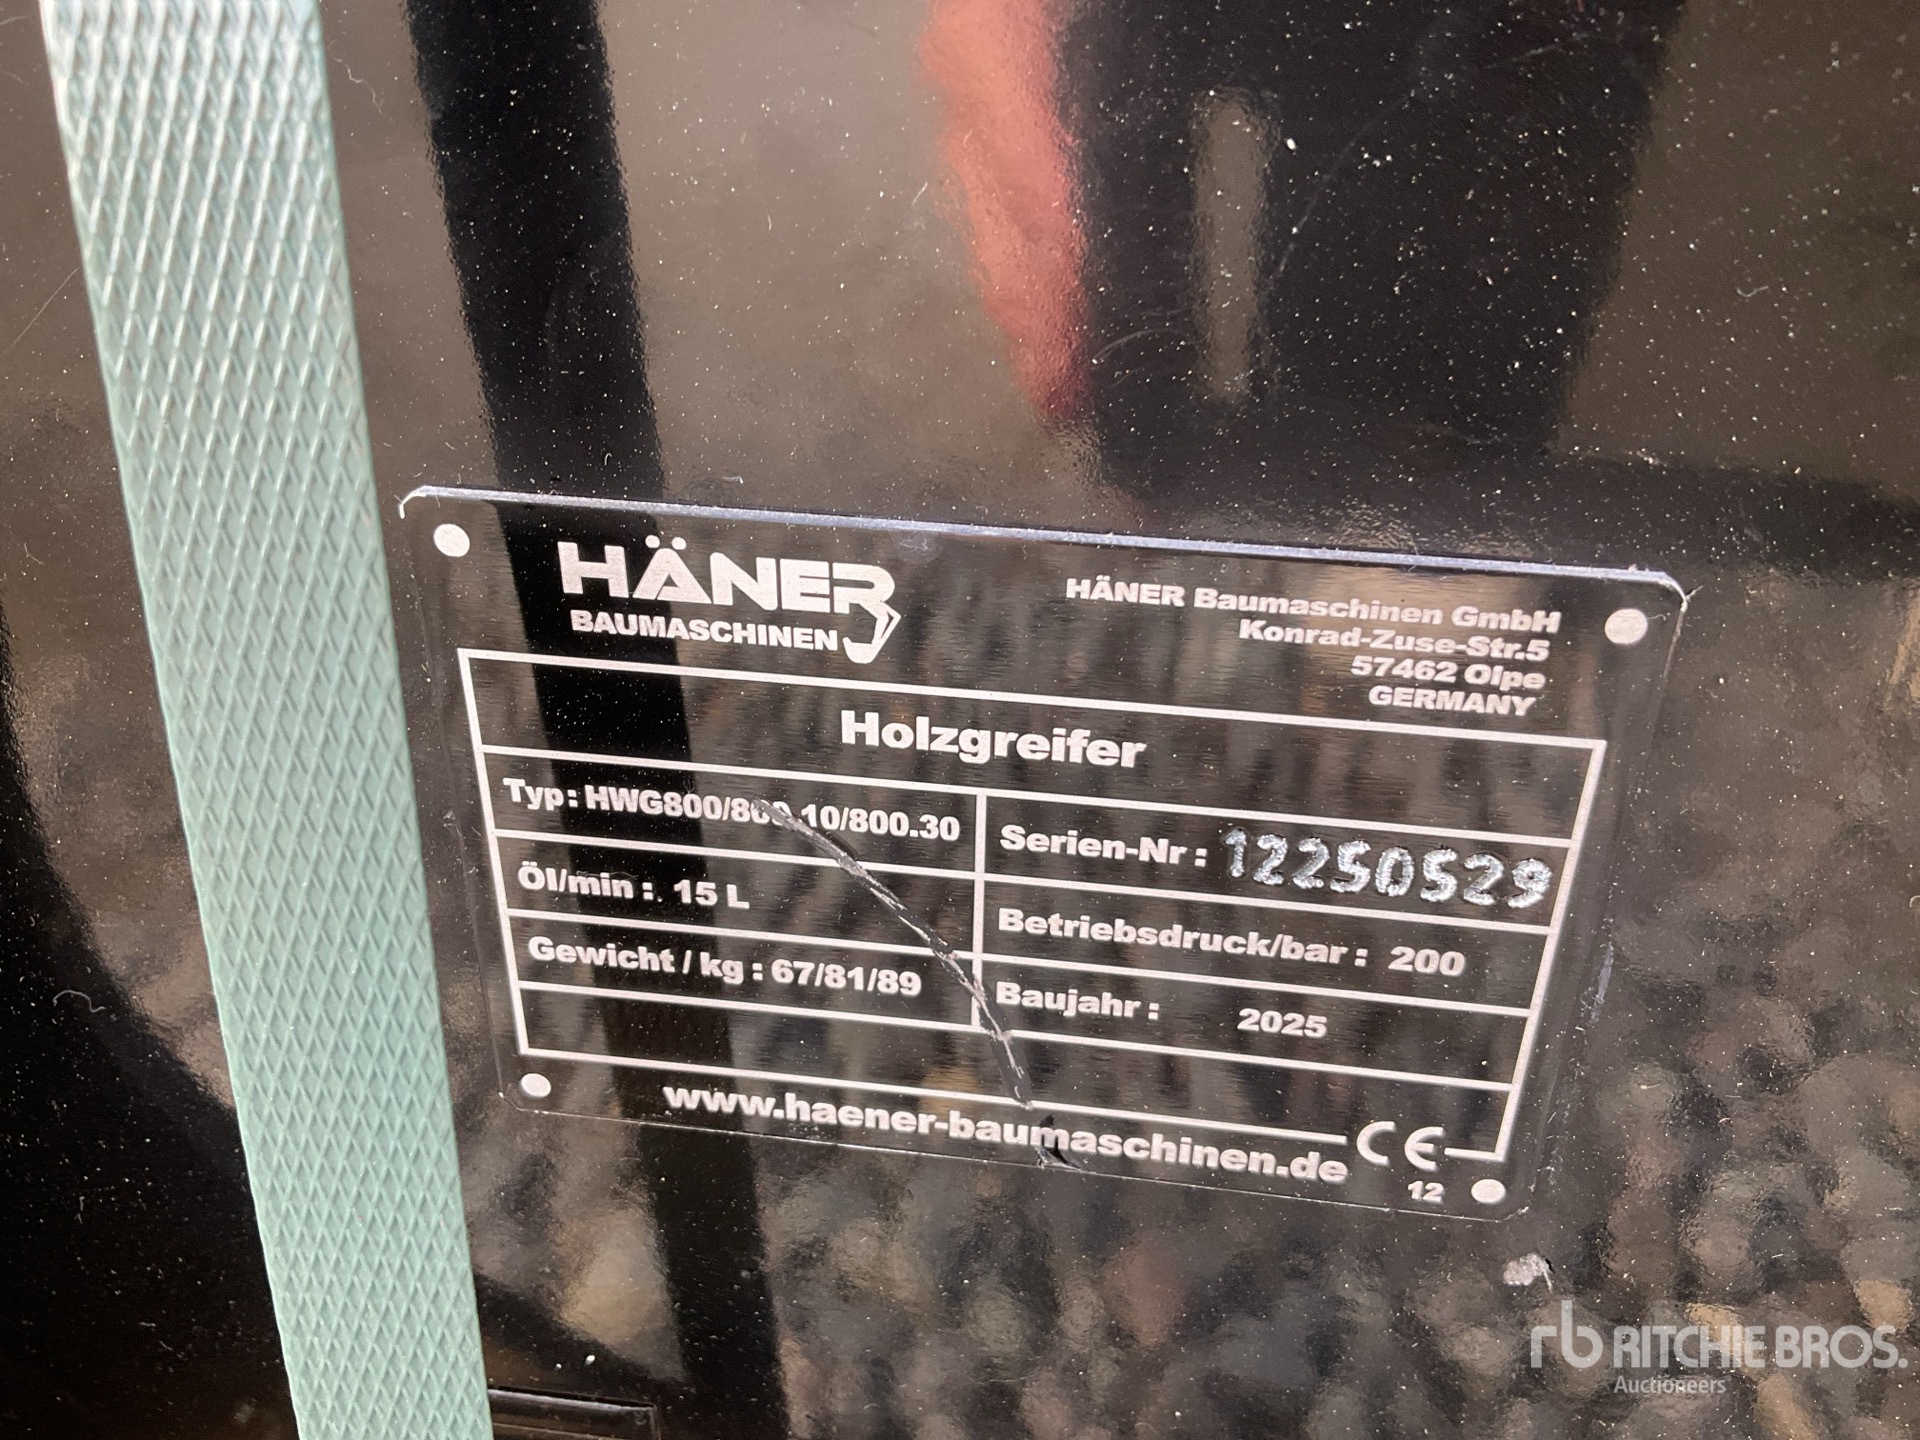 HÄNER
BAUMASCHINEN
HÄNER Baumaschinen GmbH
Konrad-Zuse-Str.5
57462 Olpe
GERMANY
Holzgreifer
Typ: HWG800/800.10/800.30
Serien-Nr: 12250529
Öl/min: 15 L
Betriebsdruck/bar: 200
Gewicht / kg: 67/81/89
Baujahr: 2025
www.haener-baumaschinen.de
CE
12
rb RITCHIE BROS.
Auctioneers